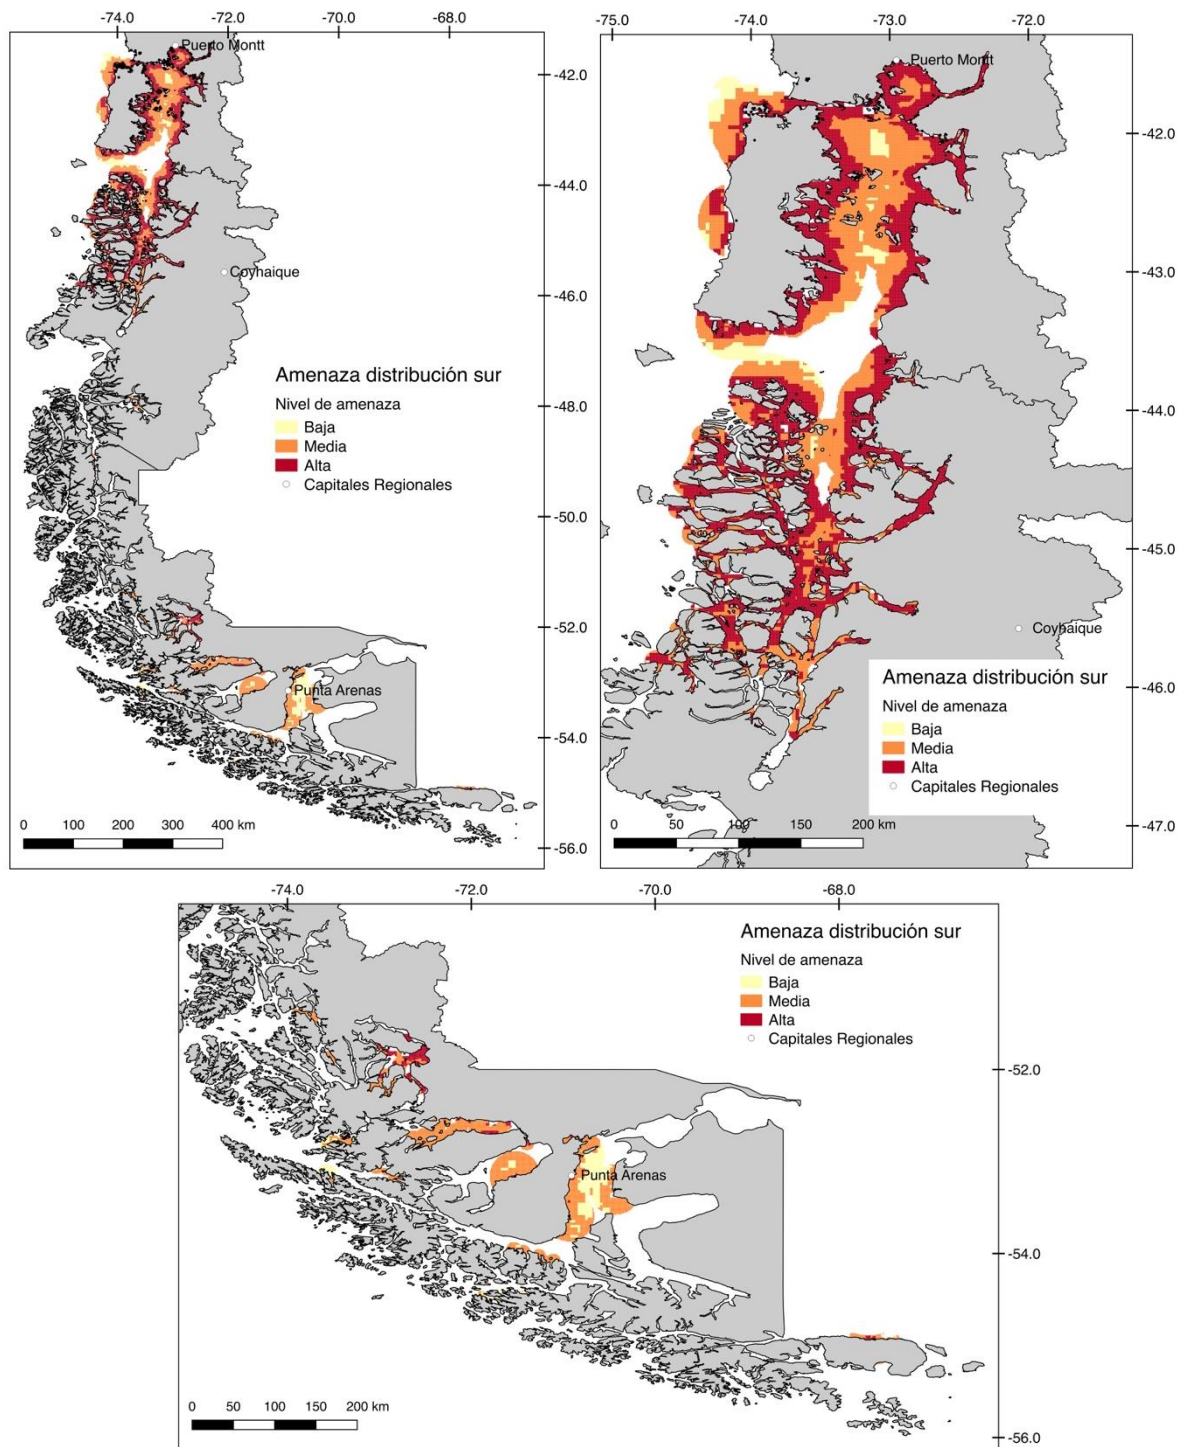 -74.0 -72.0 -70.0 -68.0
Puerto Montt
-42.0
-44.0
Coyhaique
-46.0
Amenaza distribución sur
Nivel de amenaza
-48.0
Baja
Media
Alta
Capitales Regionales
-50.0
-52.0
Punta Arenas
-54.0
0 100 200 300 400 km
-56.0
-75.0 -74.0 -73.0 -72.0
Puerto Montt
-42.0
-43.0
-44.0
-45.0
Coyhaique
Amenaza distribución sur
-46.0
Nivel de amenaza
Baja
Media
Alta
Capitales Regionales
0 50 100 150 200 km
-47.0
-74.0 -72.0 -70.0 -68.0
Amenaza distribución sur
Nivel de amenaza
Baja
Media
Alta
Capitales Regionales
-52.0
Punta Arenas
-54.0
0 50 100 150 200 km
-56.0